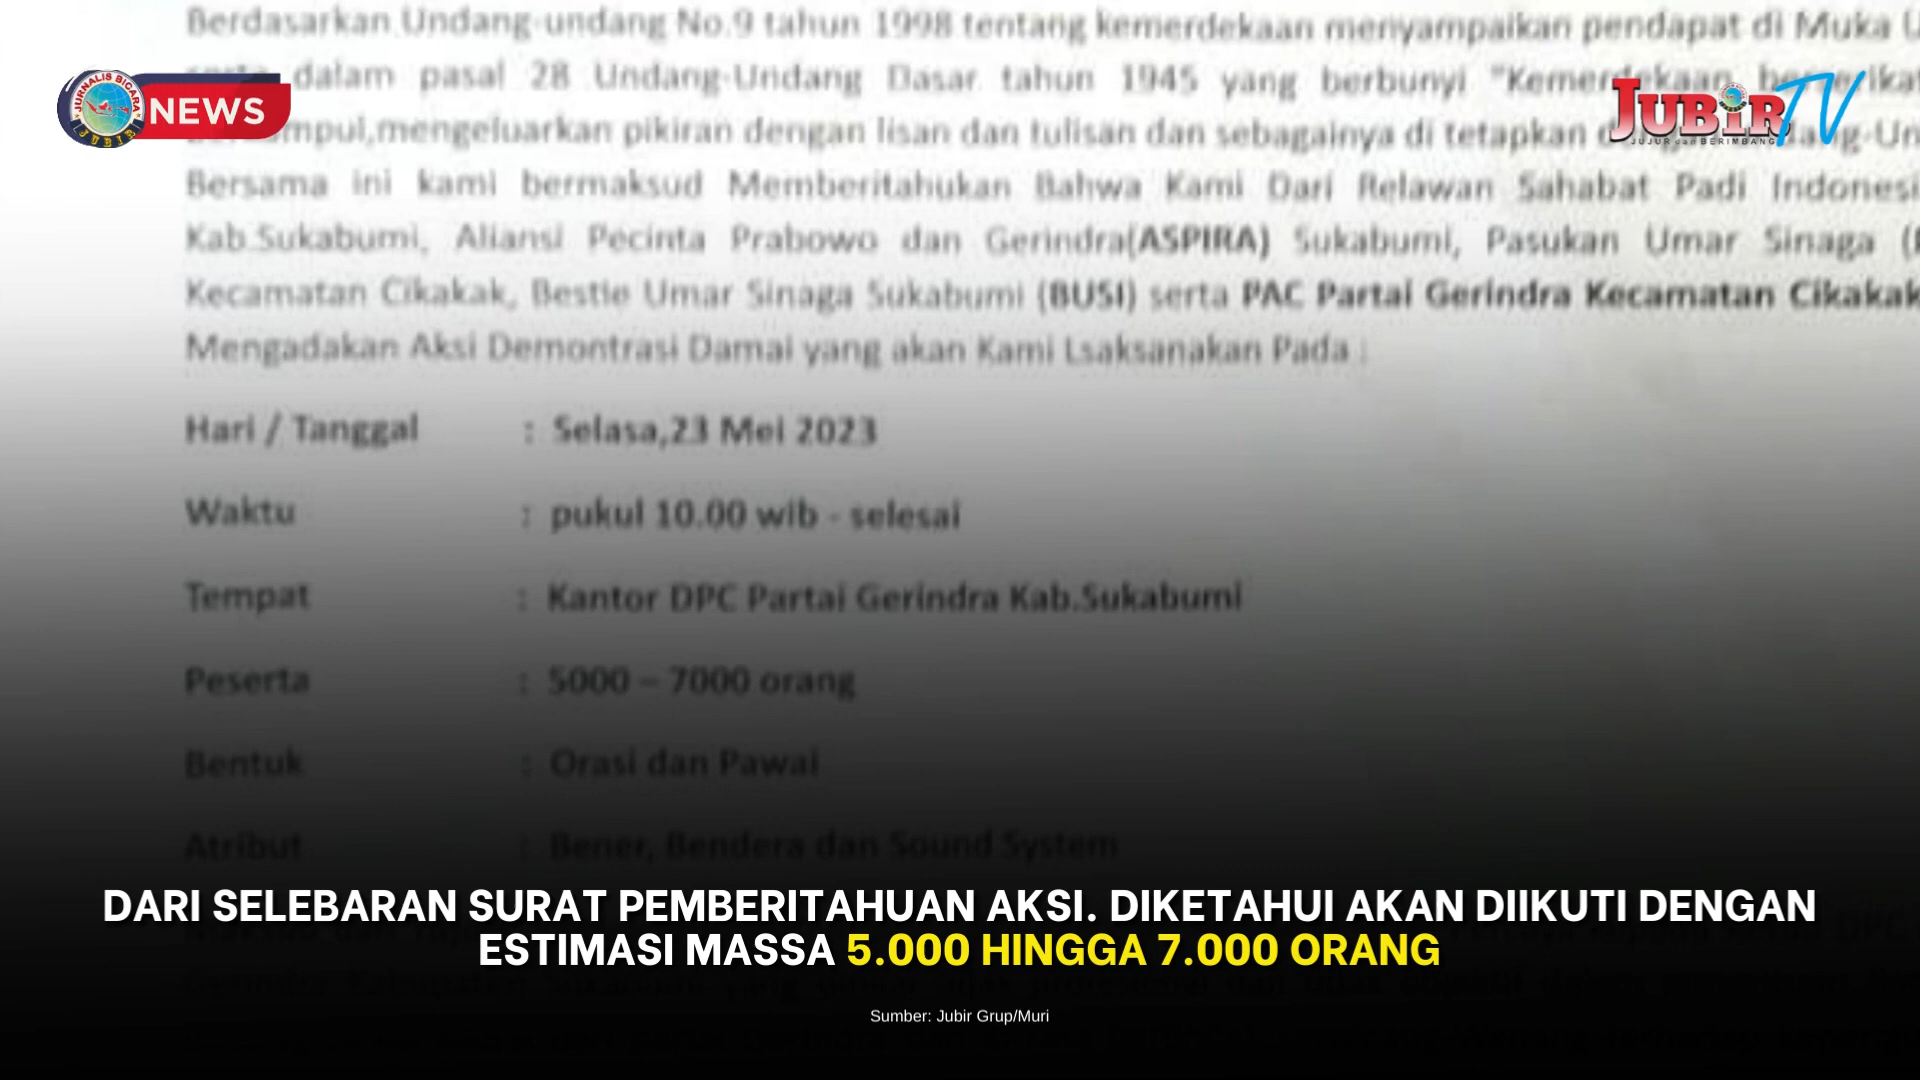 Berdasarkan Undang-undang No.9 tahun 1998 tentang kemerdekaan menyampaikan pendapat di Muka
serta dalam pasal 28 Undang-Undang Dasar tahun 1945 yang berbunyi "Kemerdekaan
JURNALIS BICARA
JUBIR
NEWS
JUBIR TV
JUJUR dan BERIMBANG
mengeluarkan pikiran dengan lisan dan tulisan dan sebagainya di tetapkan
Bersama ini kami bermaksud Memberitahukan Bahwa Kami Dari Relawan Sahabat Padi
Kab.Sukabumi, Aliansi Pecinta Prabowo dan Gerindra(ASPIRA) Sukabumi, Pasukan Umar Sinaga
Kecamatan Cikakak, Bestie Umar Sinaga Sukabumi (BUSI) serta PAC Partai Gerindra Kecamatan Cikakak
Mengadakan Aksi Demontrasi Damai yang akan Kami Lsaksanakan Pada :
Hari / Tanggal : Selasa,23 Mei 2023
Waktu : pukul 10.00 wib - selesai
Tempat : Kantor DPC Partai Gerindra Kab.Sukabumi
Peserta : 5000 – 7000 orang
Bentuk : Orasi dan Pawai
Atribut : Bener, Bendera dan Sound System
DARI SELEBARAN SURAT PEMBERITAHUAN AKSI. DIKETAHUI AKAN DIIKUTI DENGAN
ESTIMASI MASSA 5.000 HINGGA 7.000 ORANG
Sumber: Jubir Grup/Muri